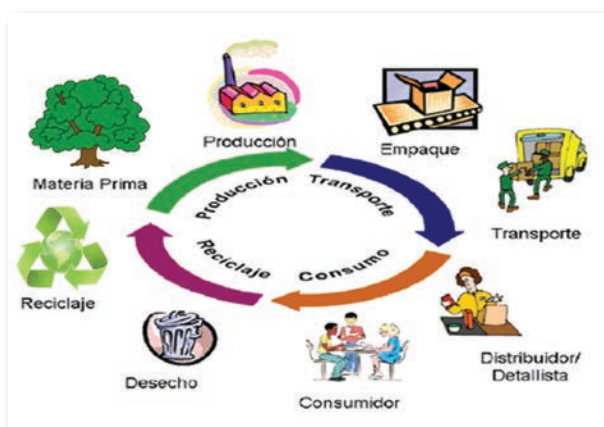 Producción
Empaque
Materia Prima
Producción
Transporte
Transporte
Reciclaje
Consumo
Reciclaje
Distribuidor/
Detallista
Desecho
Consumidor